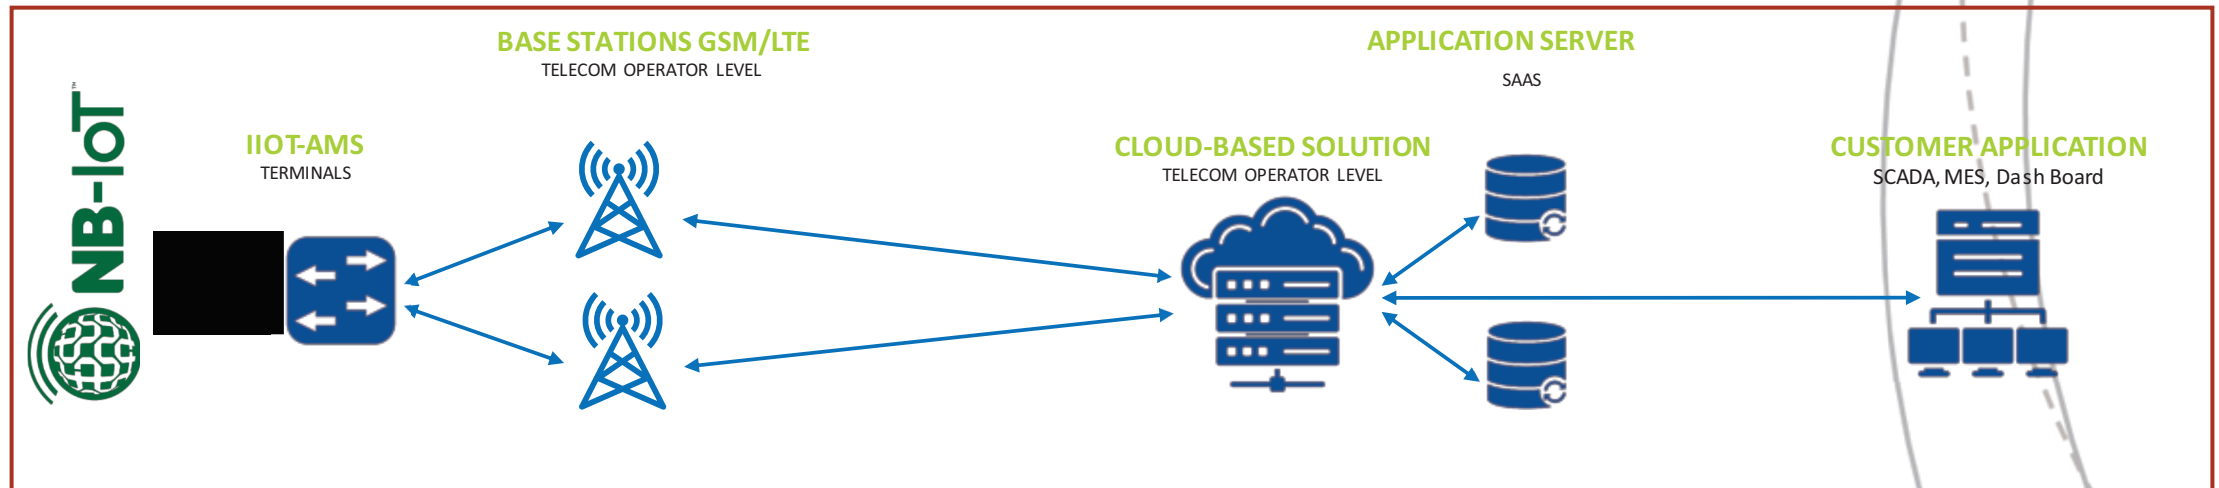 NB-IoT™
IIOT-AMS
TERMINALS
BASE STATIONS GSM/LTE
TELECOM OPERATOR LEVEL
CLOUD-BASED SOLUTION
TELECOM OPERATOR LEVEL
APPLICATION SERVER
SAAS
CUSTOMER APPLICATION
SCADA, MES, Dash Board